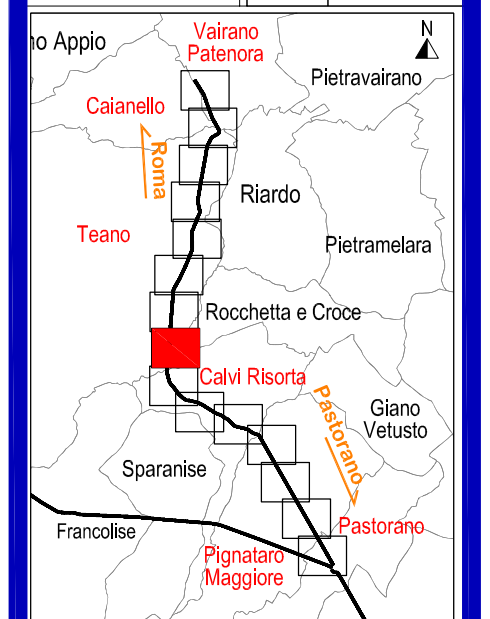 Vairano
Patenora
N
no Appio
Pietravairano
Caianello
Roma
Riardo
Teano
Pietramelara
Rocchetta e Croce
Calvi Risorta
Pastorano
Giano
Vetusto
Sparanise
Francolise
Pastorano
Pignataro
Maggiore